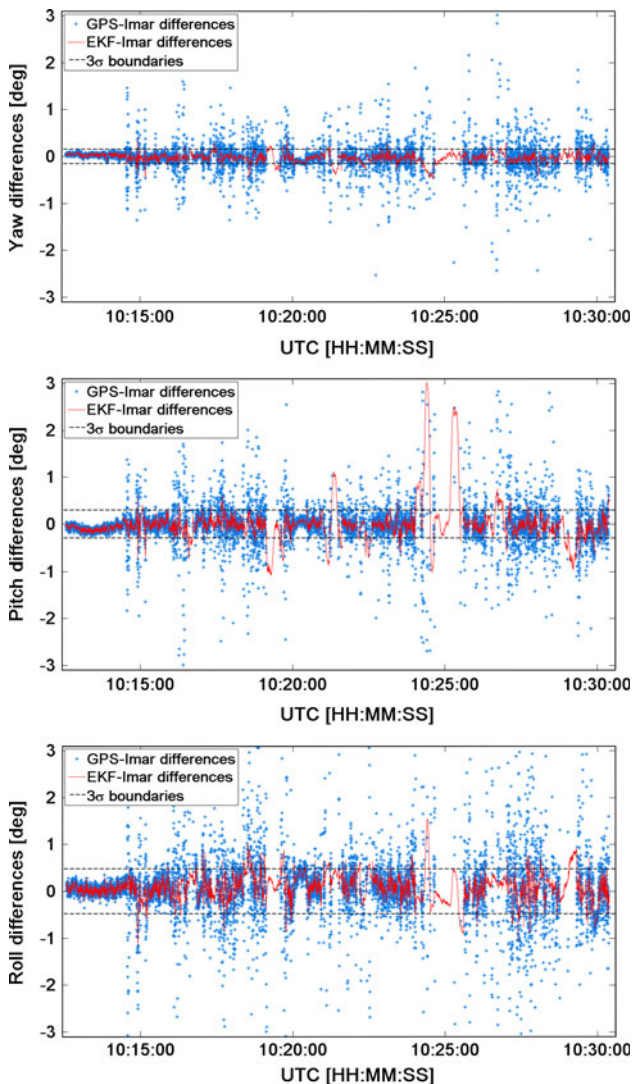 3
2
1
0
-1
-2
-3
Yaw differences [deg]
GPS-Imar differences
EKF-Imar differences
3σ boundaries
10:15:00 10:20:00 10:25:00 10:30:00
UTC [HH:MM:SS]
3
2
1
0
-1
-2
-3
Pitch differences [deg]
GPS-Imar differences
EKF-Imar differences
3σ boundaries
10:15:00 10:20:00 10:25:00 10:30:00
UTC [HH:MM:SS]
3
2
1
0
-1
-2
-3
Roll differences [deg]
GPS-Imar differences
EKF-Imar differences
3σ boundaries
10:15:00 10:20:00 10:25:00 10:30:00
UTC [HH:MM:SS]